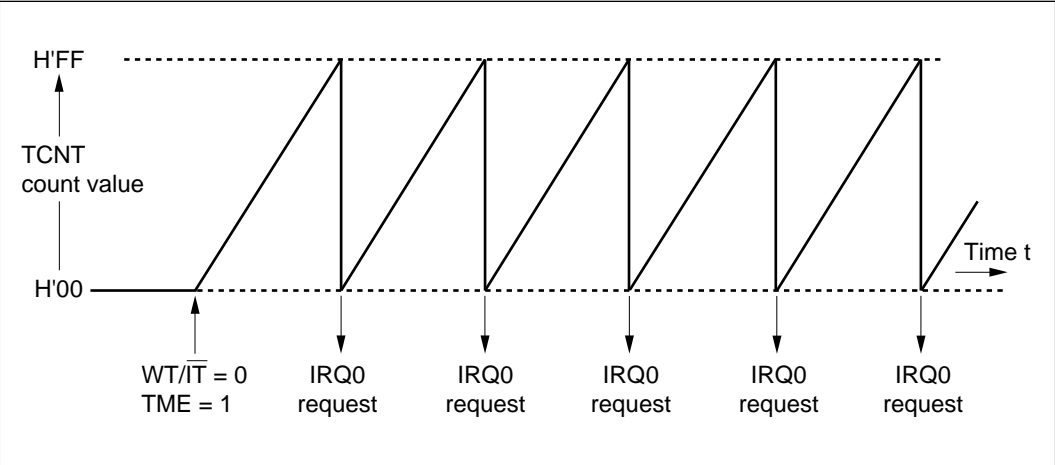 H'FF
TCNT
count value
Time t
H'00
WT/I̅T̅ = 0
TME = 1
IRQ0
request
IRQ0
request
IRQ0
request
IRQ0
request
IRQ0
request